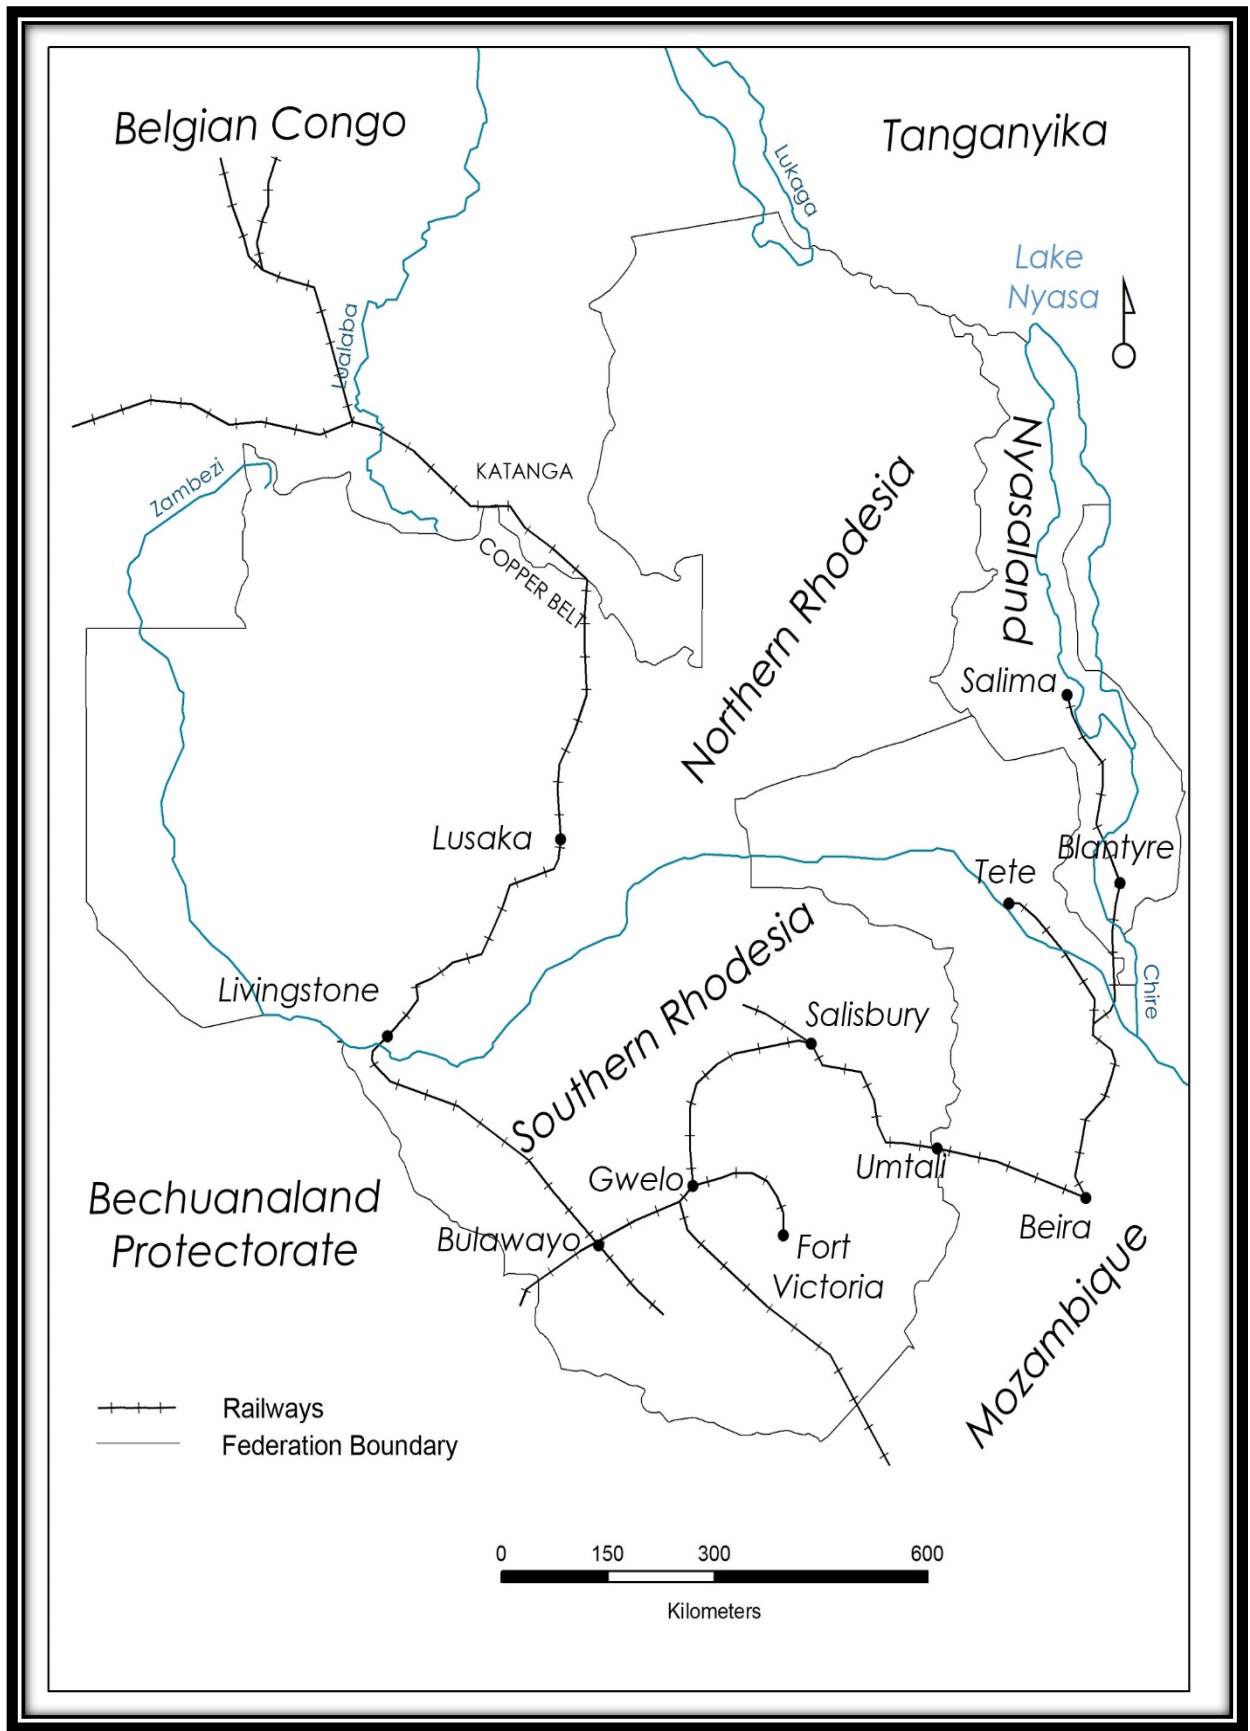 Belgian Congo
Tanganyika
Lukaga
Lake
Nyasa
Lualaba
Zambezi
KATANGA
COPPER BELT
Nyasaland
Northern Rhodesia
Salima
Lusaka
Blantyre
Tete
Livingstone
Chire
Southern Rhodesia
Salisbury
Umtali
Gwelo
Bechuanaland
Protectorate
Bulawayo
Beira
Fort
Victoria
Mozambique
Railways
Federation Boundary
0 150 300 600
Kilometers